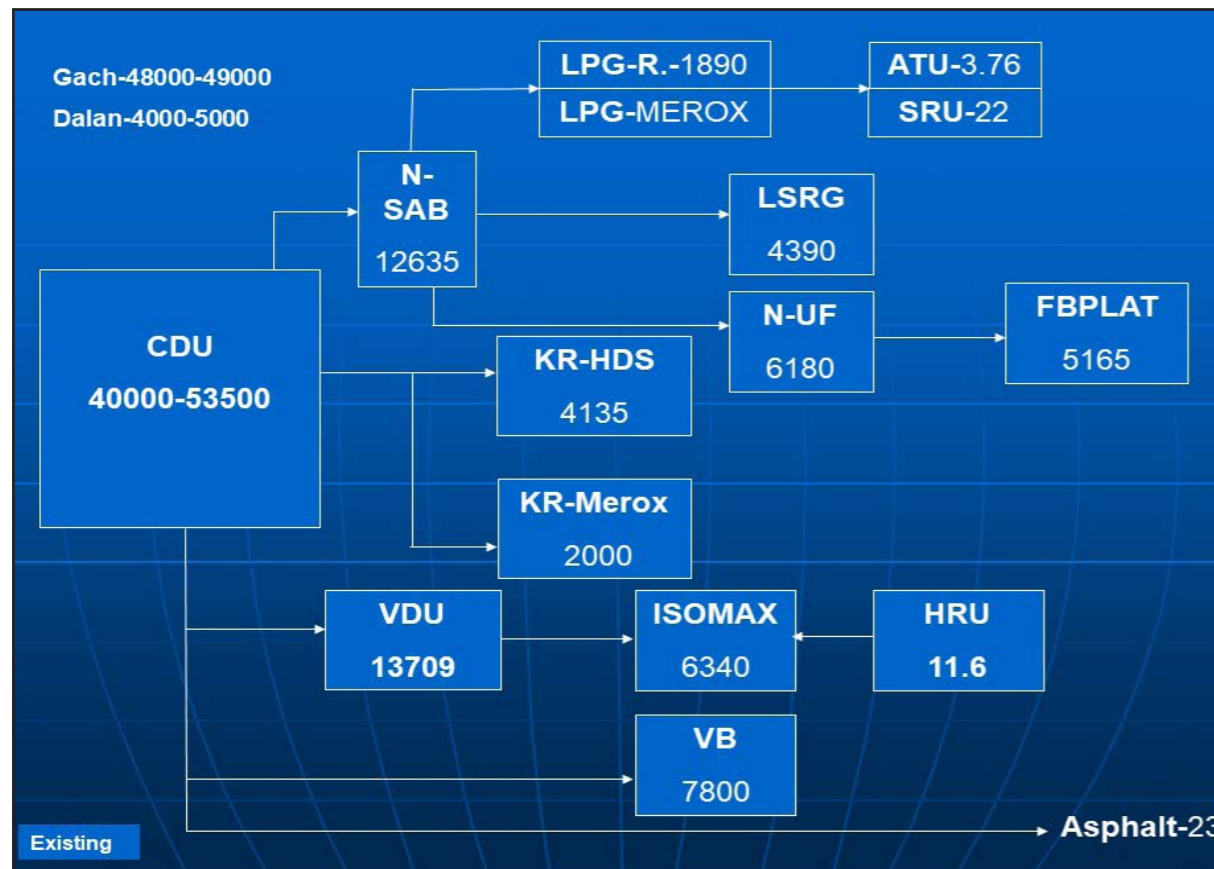 Gach-48000-49000
Dalan-4000-5000
LPG-R.-1890
LPG-MEROX
ATU-3.76
SRU-22
N-
SAB
12635
LSRG
4390
CDU
40000-53500
N-UF
6180
FBPLAT
5165
KR-HDS
4135
KR-Merox
2000
VDU
13709
ISOMAX
6340
HRU
11.6
VB
7800
Asphalt-23
Existing